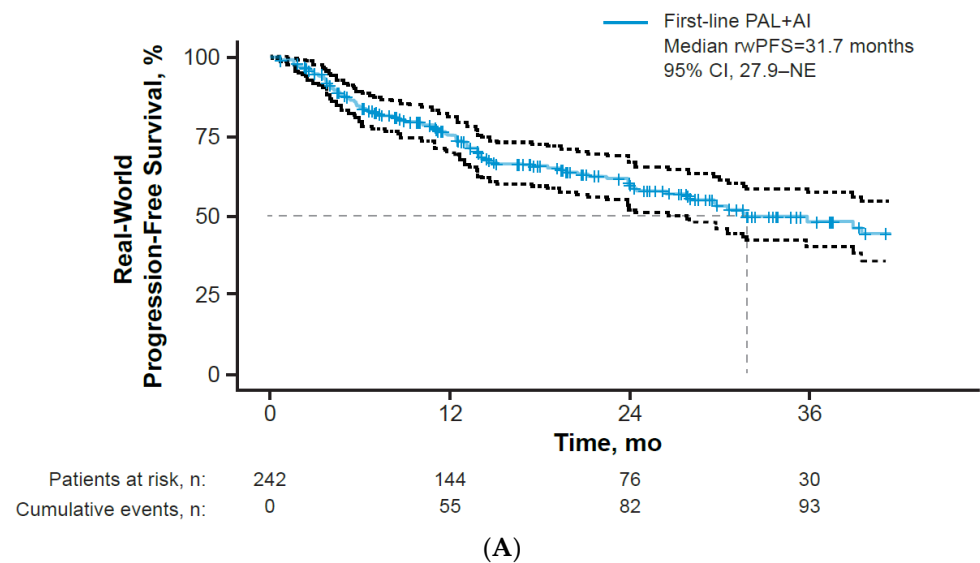 First-line PAL+AI
Median rwPFS=31.7 months
95% CI, 27.9–NE
Real-World
Progression-Free Survival, %
100
75
50
25
0
0 12 24 36
Time, mo
Patients at risk, n: 242 144 76 30
Cumulative events, n: 0 55 82 93
(A)